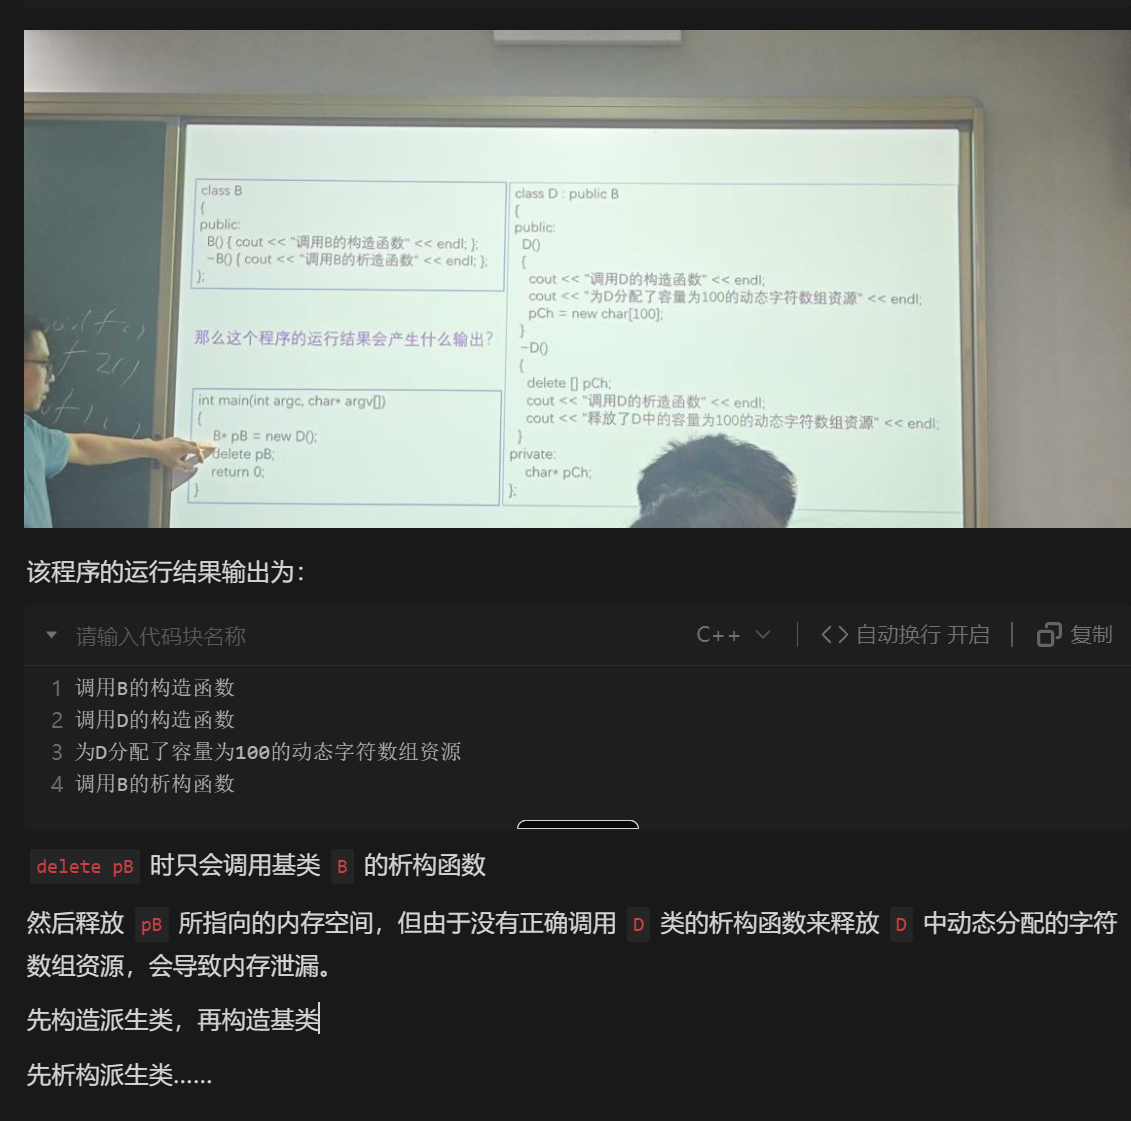 class B
{
public:
B() { cout << "调用B的构造函数" << endl; };
~B() { cout << "调用B的析造函数" << endl; };
};
那么这个程序的运行结果会产生什么输出?
int main(int argc, char* argv[])
{
B* pB = new D();
delete pB;
return 0;
}
class D : public B
{
public:
D()
{
cout << "调用D的构造函数" << endl;
cout << "为D分配了容量为100的动态字符数组资源" << endl;
pCh = new char[100];
}
~D()
{
delete [] pCh;
cout << "调用D的析造函数" << endl;
cout << "释放了D中的容量为100的动态字符数组资源" << endl;
}
private:
char* pCh;
};
该程序的运行结果输出为:
请输入代码块名称 C++ 自动换行 开启 复制
1 调用B的构造函数
2 调用D的构造函数
3 为D分配了容量为100的动态字符数组资源
4 调用B的析构函数
delete pB 时只会调用基类 B 的析构函数
然后释放 pB 所指向的内存空间，但由于没有正确调用 D 类的析构函数来释放 D 中动态分配的字符
数组资源，会导致内存泄漏。
先构造派生类，再构造基类
先析构派生类……